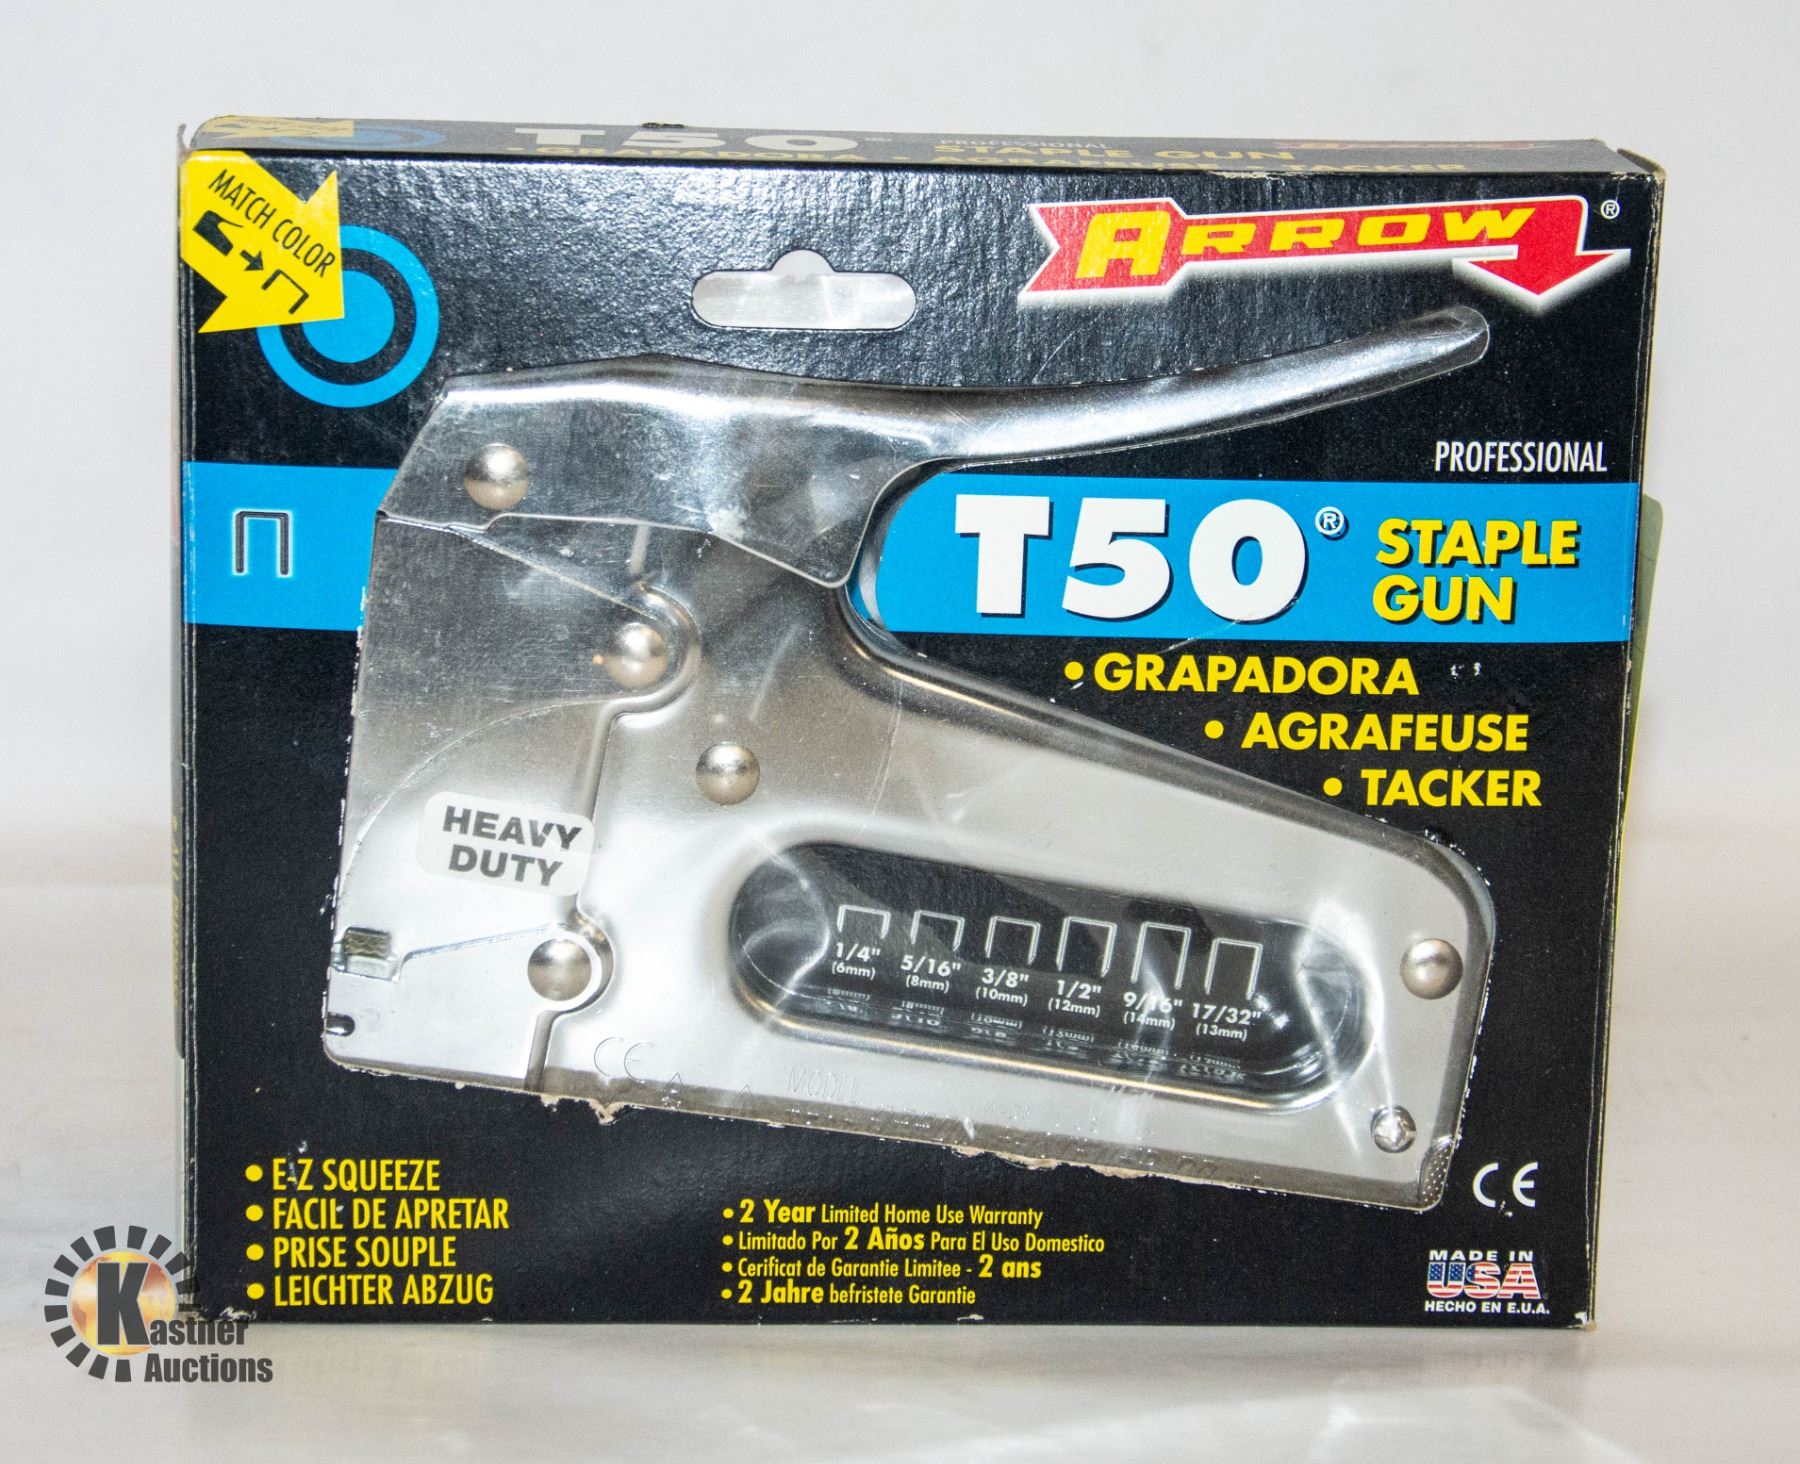 T50® PROFESSIONAL STAPLE GUN
• GRAPADORA • AGRAFEUSE
MATCH COLOR
ARROW®
PROFESSIONAL
T50® STAPLE
GUN
• GRAPADORA
• AGRAFEUSE
• TACKER
HEAVY
DUTY
1/4" 5/16" 3/8" 1/2" 9/16" 17/32"
(6mm) (8mm) (10mm) (12mm) (14mm) (13mm)
CE
MODEL
• E-Z SQUEEZE
• FACIL DE APRETAR
• PRISE SOUPLE
• LEICHTER ABZUG
• 2 Year Limited Home Use Warranty
• Limitado Por 2 Años Para El Uso Domestico
• Cerificat de Garantie Limitee - 2 ans
• 2 Jahre befristete Garantie
CE
MADE IN
USA
HECHO EN E.U.A.
Kastner
Auctions